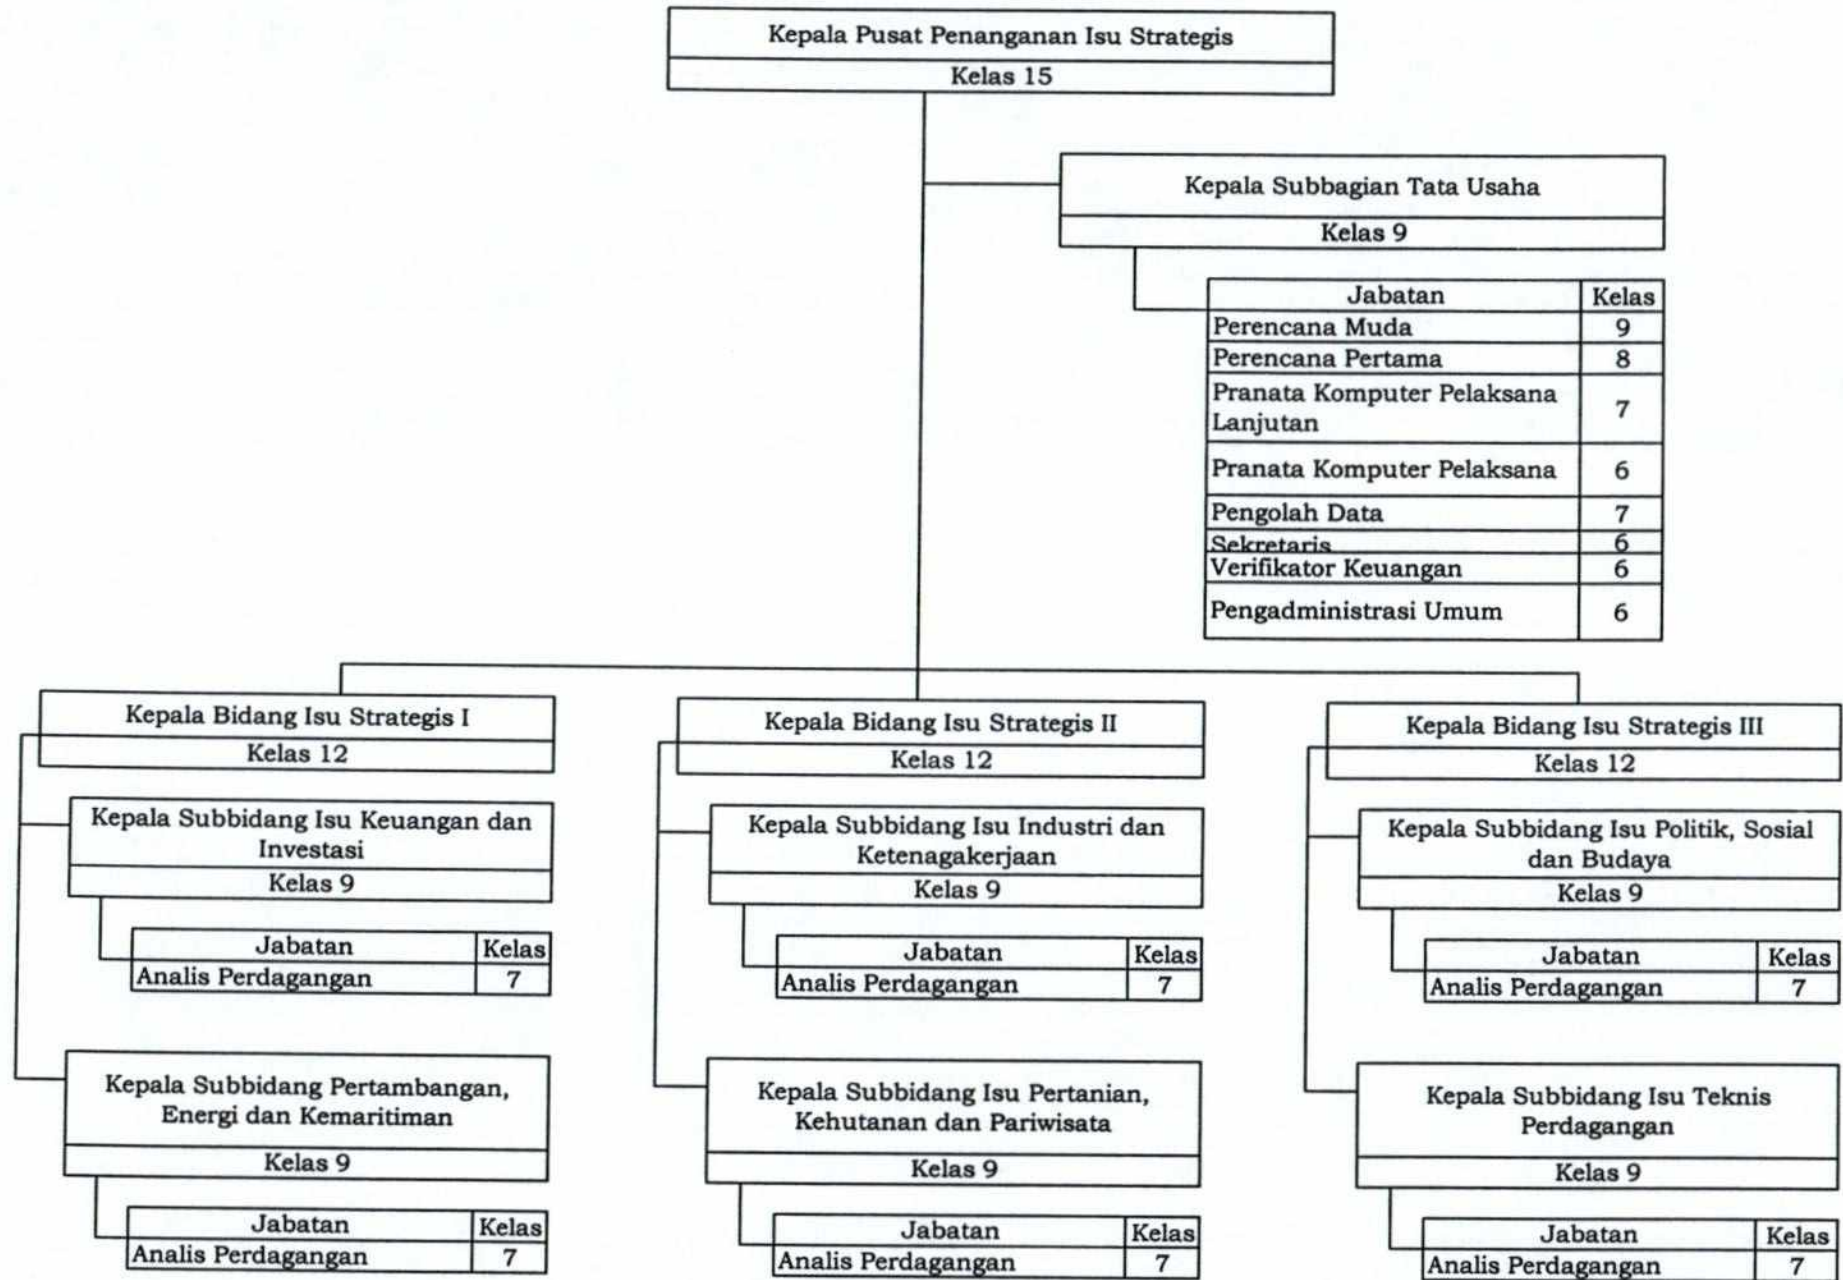 Kepala Pusat Penanganan Isu Strategis
Kelas 15
Kepala Subbagian Tata Usaha
Kelas 9
Jabatan Kelas
Perencana Muda 9
Perencana Pertama 8
Pranata Komputer Pelaksana
Lanjutan 7
Pranata Komputer Pelaksana 6
Pengolah Data 7
Sekretaris 6
Verifikator Keuangan 6
Pengadministrasi Umum 6
Kepala Bidang Isu Strategis I
Kelas 12
Kepala Subbidang Isu Keuangan dan
Investasi
Kelas 9
Jabatan Kelas
Analis Perdagangan 7
Kepala Subbidang Pertambangan,
Energi dan Kemaritiman
Kelas 9
Jabatan Kelas
Analis Perdagangan 7
Kepala Bidang Isu Strategis II
Kelas 12
Kepala Subbidang Isu Industri dan
Ketenagakerjaan
Kelas 9
Jabatan Kelas
Analis Perdagangan 7
Kepala Subbidang Isu Pertanian,
Kehutanan dan Pariwisata
Kelas 9
Jabatan Kelas
Analis Perdagangan 7
Kepala Bidang Isu Strategis III
Kelas 12
Kepala Subbidang Isu Politik, Sosial
dan Budaya
Kelas 9
Jabatan Kelas
Analis Perdagangan 7
Kepala Subbidang Isu Teknis
Perdagangan
Kelas 9
Jabatan Kelas
Analis Perdagangan 7